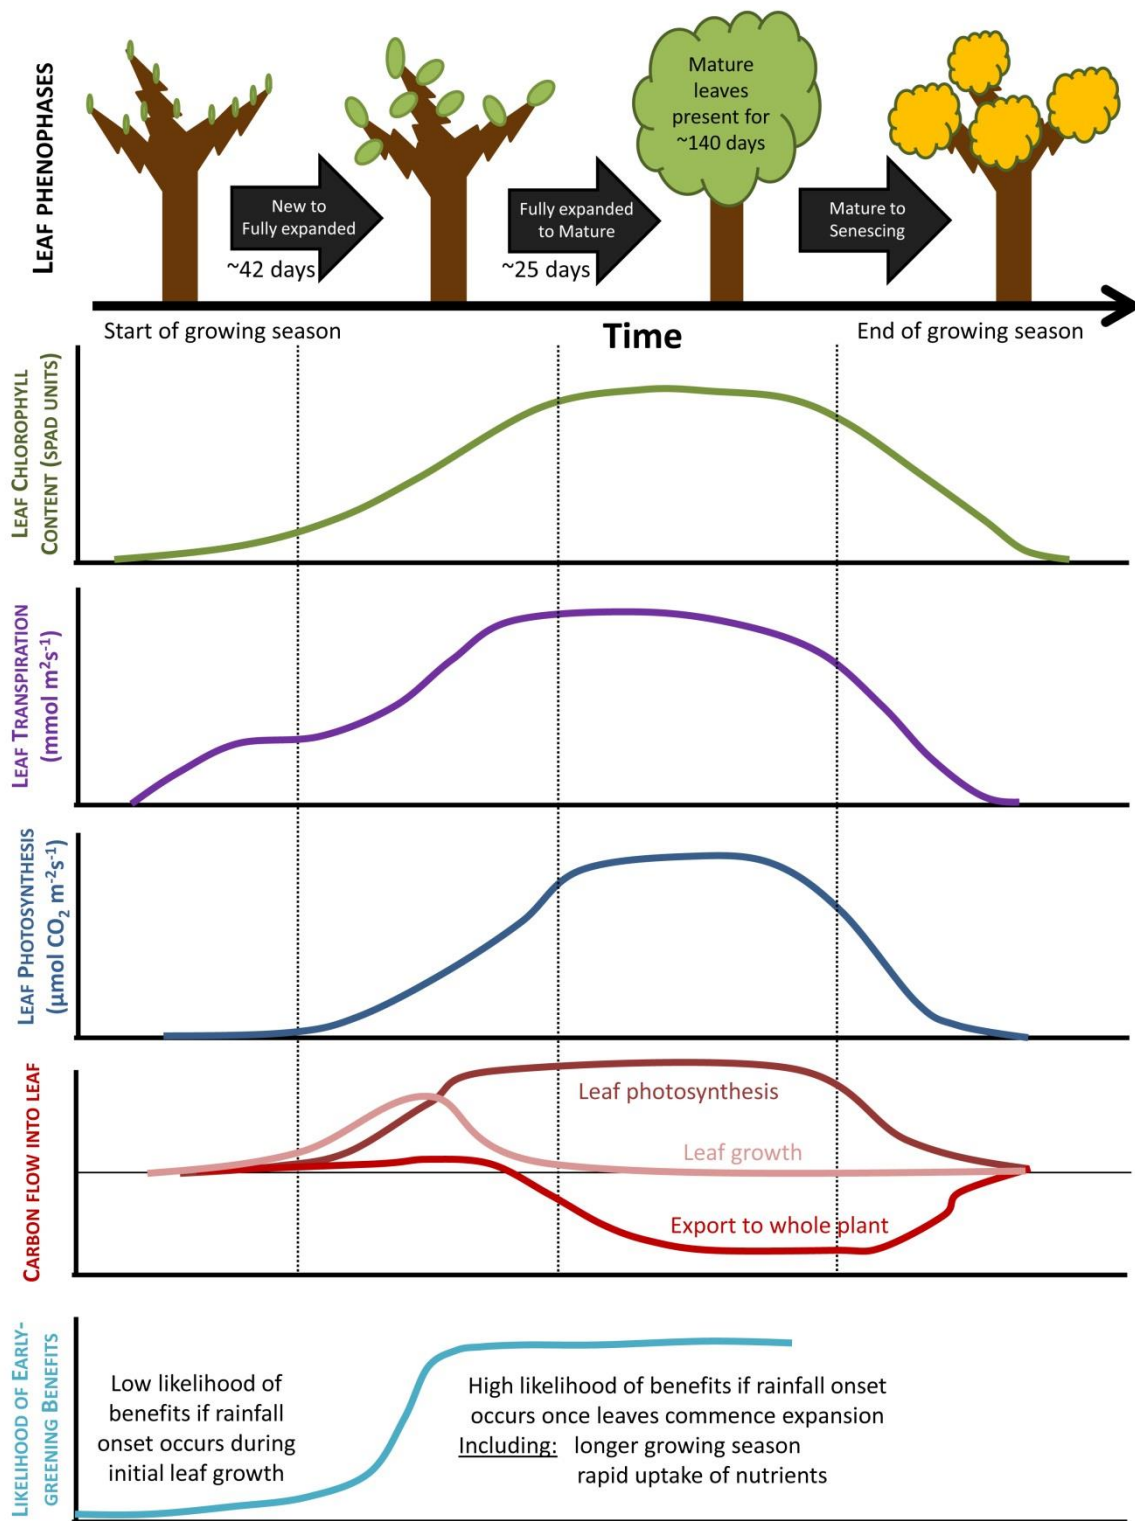 LEAF PHENOPHASES
Mature
leaves
present for
~140 days
New to
Fully expanded
~42 days
Fully expanded
to Mature
~25 days
Mature to
Senescing
Start of growing season
Time
End of growing season
LEAF CHLOROPHYLL
CONTENT (SPAD UNITS)
LEAF TRANSPIRATION
(mmol m²s⁻¹)
LEAF PHOTOSYNTHESIS
(µmol CO₂ m⁻²s⁻¹)
CARBON FLOW INTO LEAF
Leaf photosynthesis
Leaf growth
Export to whole plant
LIKELIHOOD OF EARLY-
GREENING BENEFITS
Low likelihood of
benefits if rainfall
onset occurs during
initial leaf growth
High likelihood of benefits if rainfall onset
occurs once leaves commence expansion
Including: longer growing season
rapid uptake of nutrients